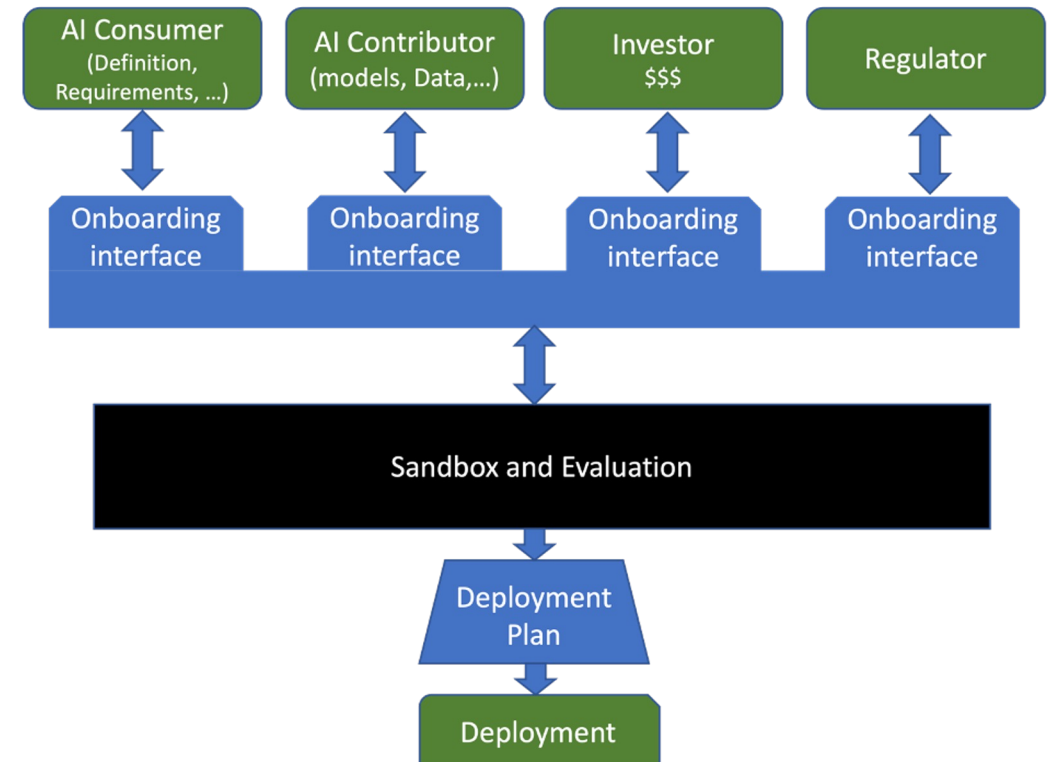 AI Consumer
(Definition,
Requirements, ...)
AI Contributor
(models, Data,...)
Investor
$$$
Regulator
Onboarding
interface
Onboarding
interface
Onboarding
interface
Onboarding
interface
Sandbox and Evaluation
Deployment
Plan
Deployment